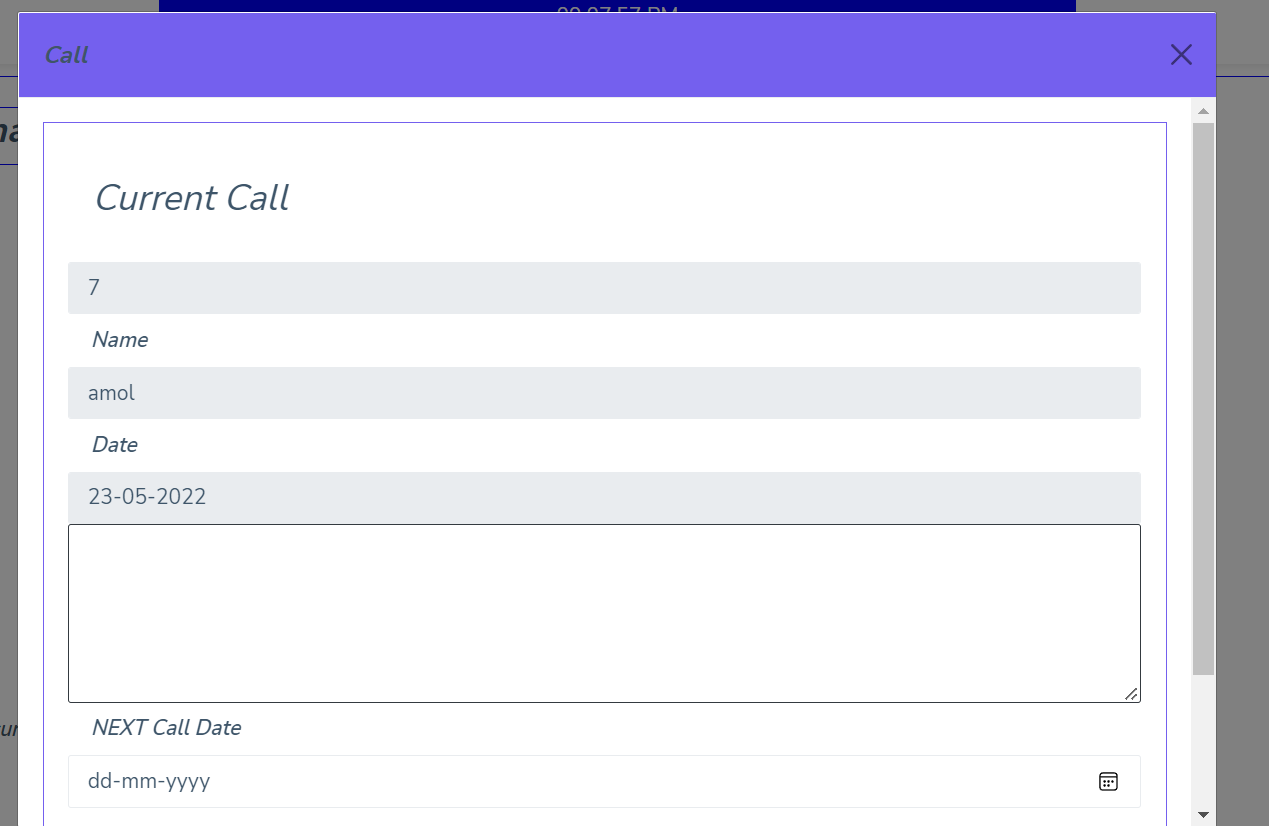 Call
Current Call
7
Name
amol
Date
23-05-2022
NEXT Call Date
dd-mm-yyyy